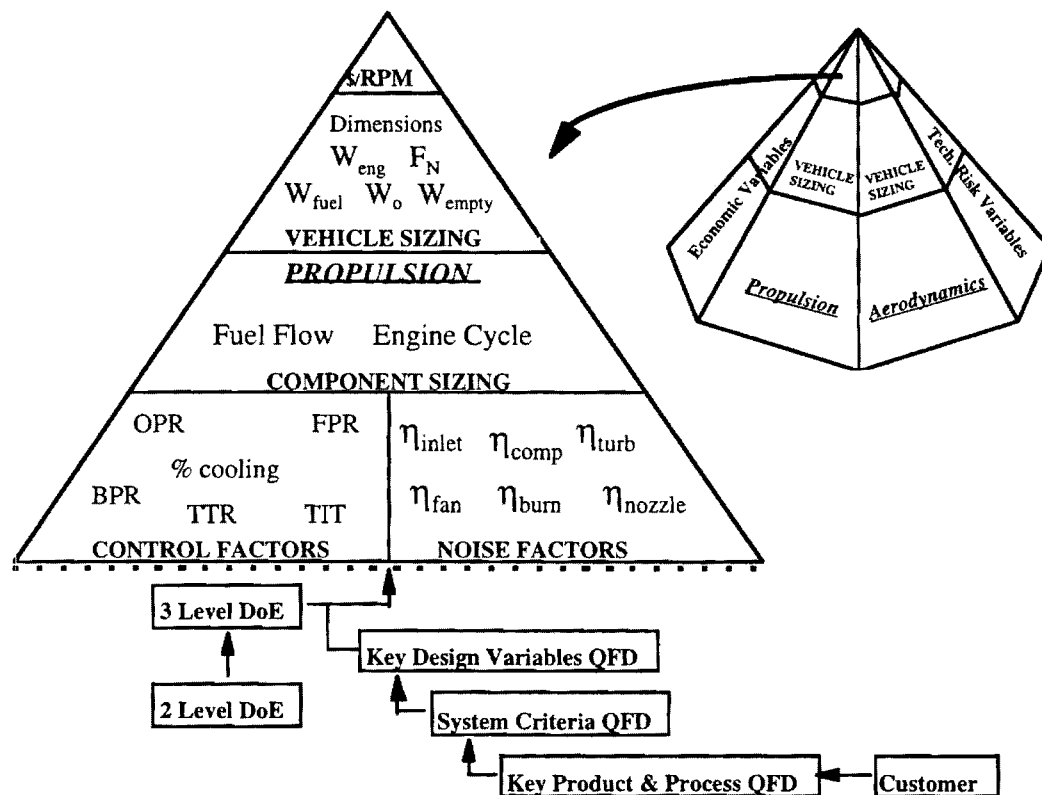 $/RPM
Dimensions
W_eng F_N
W_fuel W_o W_empty
VEHICLE SIZING
PROPULSION
Fuel Flow Engine Cycle
COMPONENT SIZING
OPR FPR
% cooling
BPR TTR TIT
CONTROL FACTORS
η_inlet η_comp η_turb
η_fan η_burn η_nozzle
NOISE FACTORS
Economic Variables
VEHICLE
SIZING
VEHICLE
SIZING
Tech. Risk Variables
Propulsion
Aerodynamics
3 Level DoE
Key Design Variables QFD
2 Level DoE
System Criteria QFD
Key Product & Process QFD
Customer